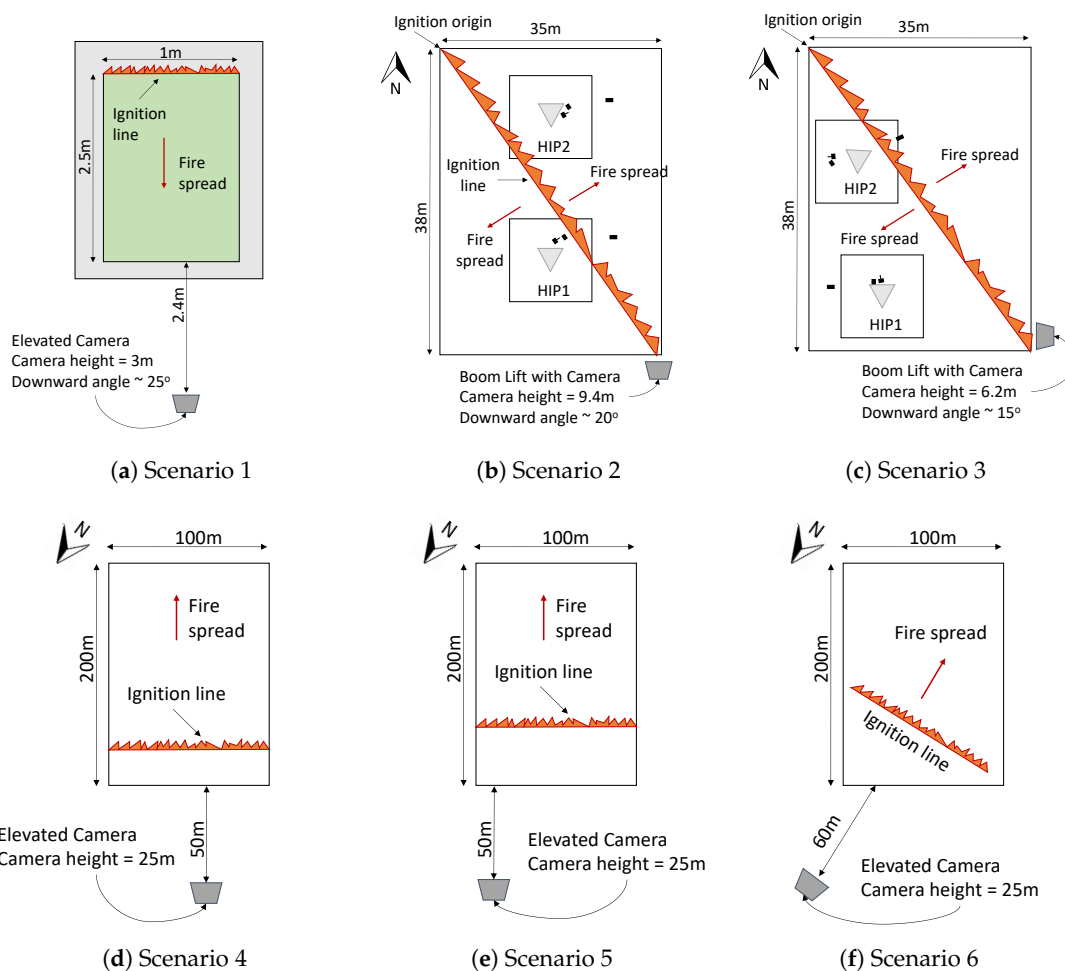 1m
Ignition
line
2.5m
Fire
spread
2.4m
Elevated Camera
Camera height = 3m
Downward angle ~ 25°
(a) Scenario 1
Ignition origin
35m
N
HIP2
Ignition
line
Fire spread
38m
Fire
spread
HIP1
Boom Lift with Camera
Camera height = 9.4m
Downward angle ~ 20°
(b) Scenario 2
Ignition origin
35m
N
HIP2
Fire spread
38m
Fire spread
HIP1
Boom Lift with Camera
Camera height = 6.2m
Downward angle ~ 15°
(c) Scenario 3
N
100m
Fire
spread
200m
Ignition line
50m
Elevated Camera
Camera height = 25m
(d) Scenario 4
N
100m
Fire
spread
200m
Ignition line
50m
Elevated Camera
Camera height = 25m
(e) Scenario 5
N
100m
200m
Fire spread
Ignition line
60m
Elevated Camera
Camera height = 25m
(f) Scenario 6